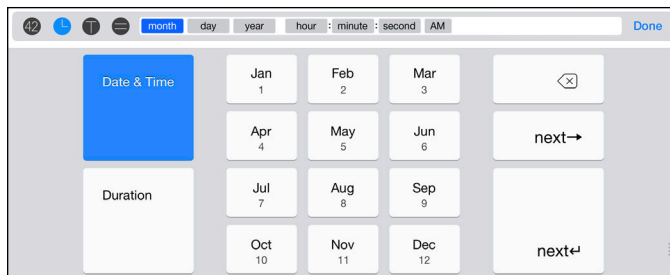 42 T = month day year hour : minute : second AM Done
Date & Time Jan Feb Mar
1 2 3
Apr May Jun next→
4 5 6
Duration Jul Aug Sep
7 8 9
Oct Nov Dec next↵
10 11 12